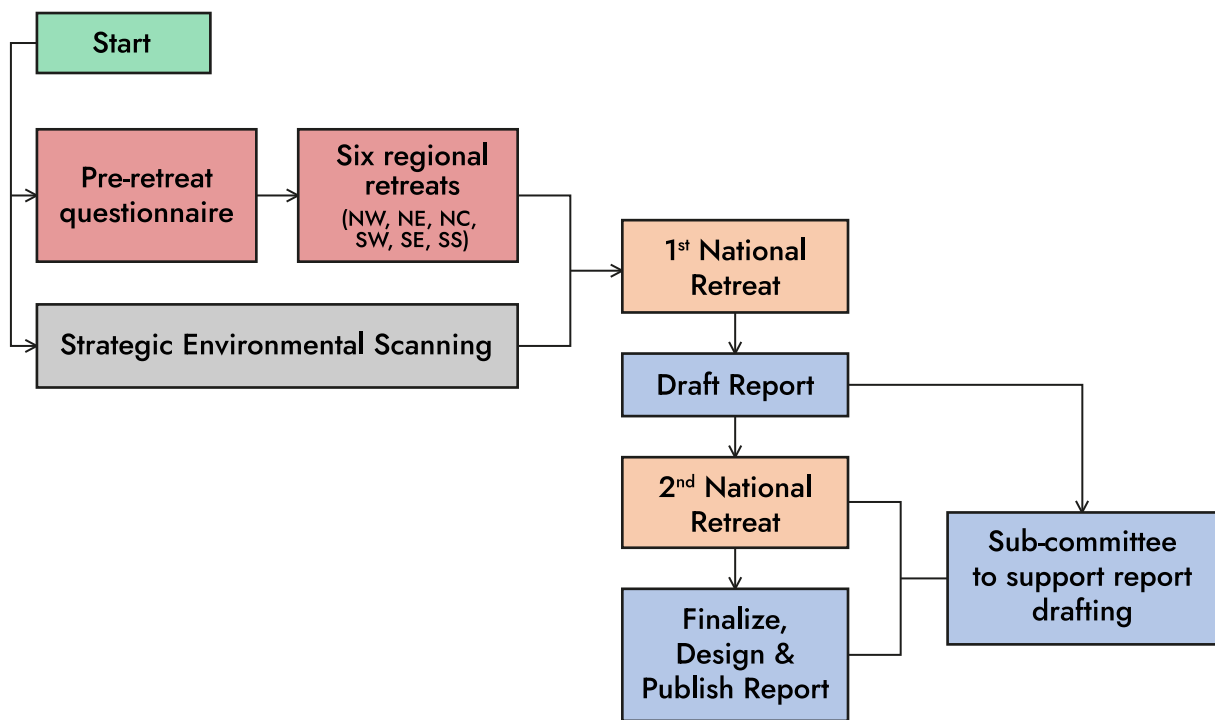 Start
Pre-retreat
questionnaire
Six regional
retreats
(NW, NE, NC,
SW, SE, SS)
Strategic Environmental Scanning
1st National
Retreat
Draft Report
2nd National
Retreat
Sub-committee
to support report
drafting
Finalize,
Design &
Publish Report